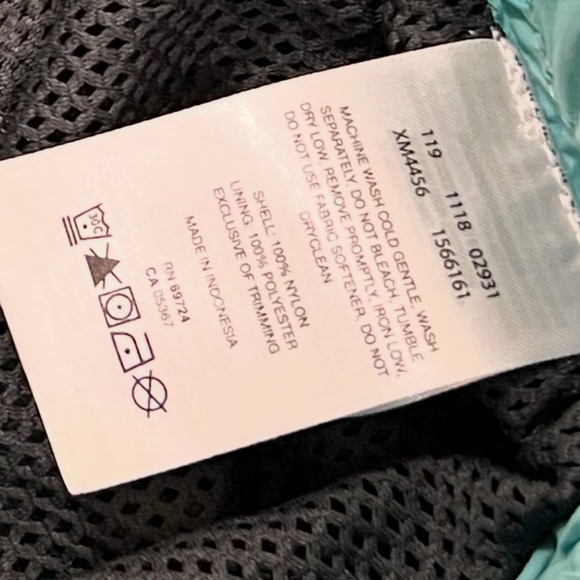 119 1118 02931
XM4456 1566161
MACHINE WASH COLD GENTLE, WASH
SEPARATELY, DO NOT BLEACH, TUMBLE
DRY LOW, REMOVE PROMPTLY, IRON LOW,
DO NOT USE FABRIC SOFTENER, DO NOT
DRYCLEAN
SHELL: 100% NYLON
LINING: 100% POLYESTER
EXCLUSIVE OF TRIMMING
MADE IN INDONESIA
RN 69724
CA 05367
30C